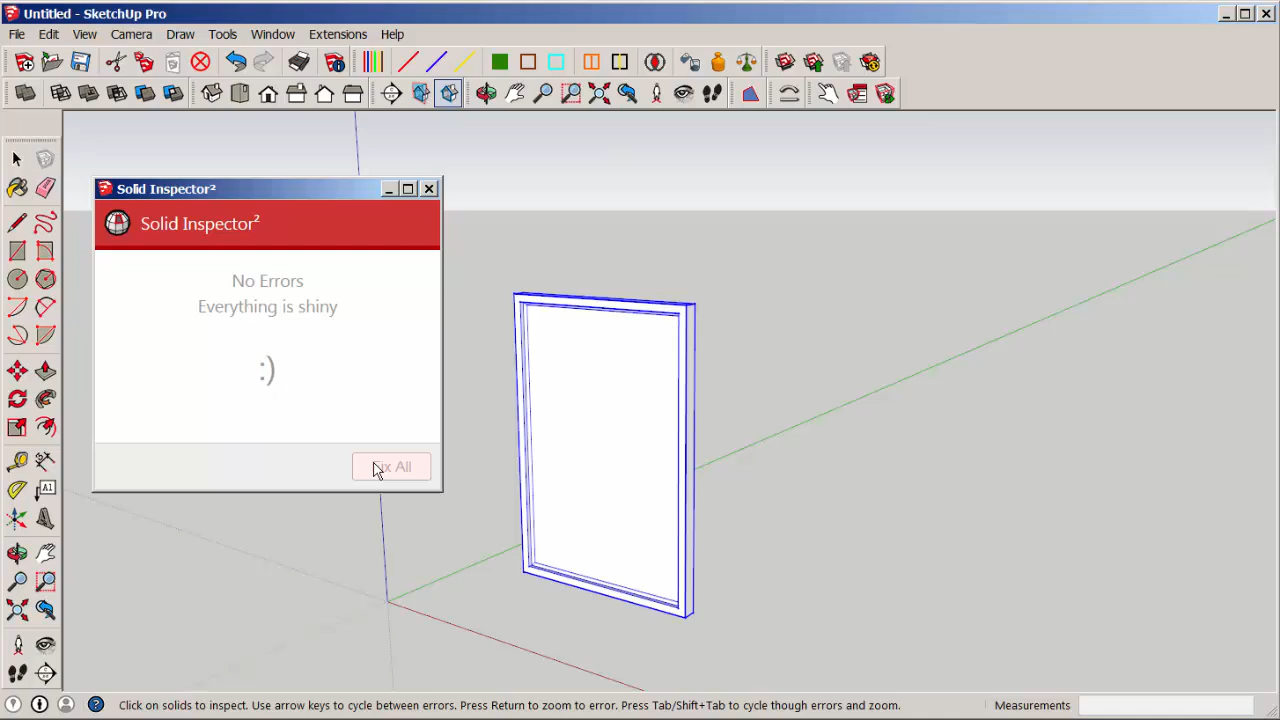 Untitled - SketchUp Pro
File Edit View Camera Draw Tools Window Extensions Help
Solid Inspector²
Solid Inspector²
No Errors
Everything is shiny
:)
Fix All
A1
Click on solids to inspect. Use arrow keys to cycle between errors. Press Return to zoom to error. Press Tab/Shift+Tab to cycle though errors and zoom. Measurements